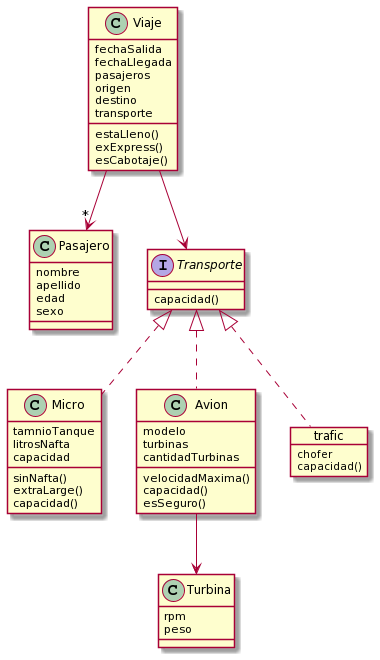 C Viaje
fechaSalida
fechaLlegada
pasajeros
origen
destino
transporte
estaLleno()
exExpress()
esCabotaje()
*
C Pasajero
nombre
apellido
edad
sexo
I Transporte
capacidad()
C Micro
tamnioTanque
litrosNafta
capacidad
sinNafta()
extraLarge()
capacidad()
C Avion
modelo
turbinas
cantidadTurbinas
velocidadMaxima()
capacidad()
esSeguro()
trafic
chofer
capacidad()
C Turbina
rpm
peso